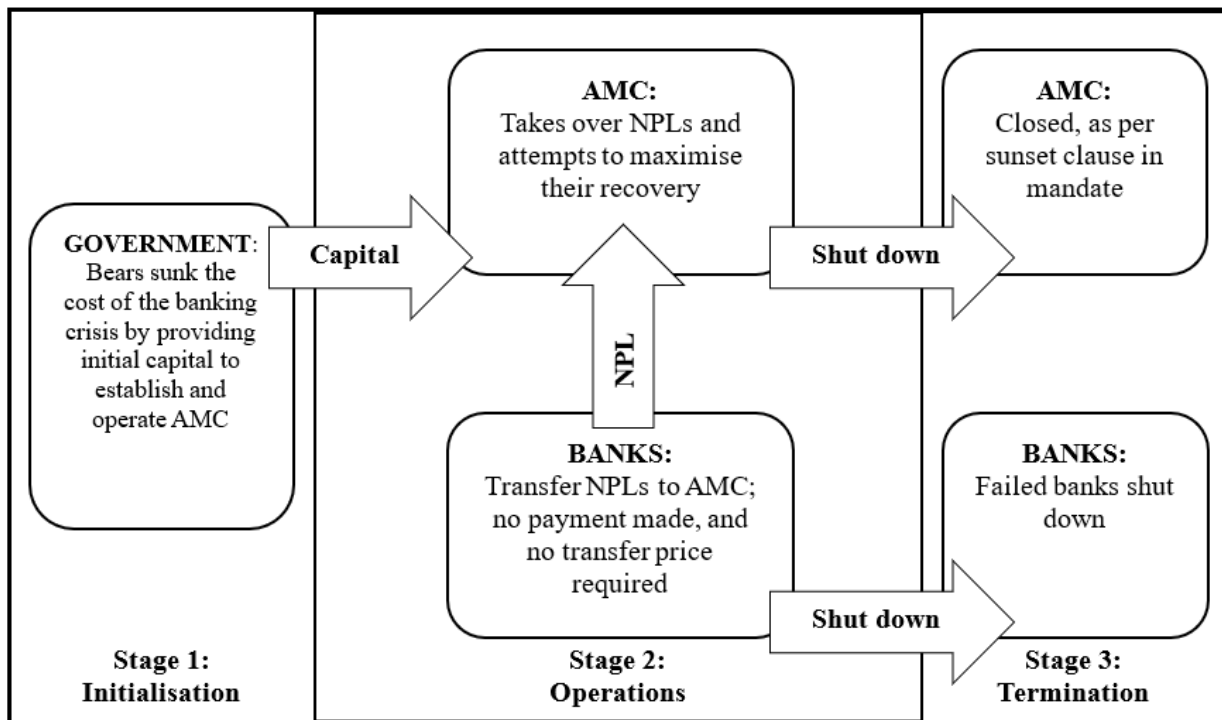 GOVERNMENT:
Bears sunk the
cost of the banking
crisis by providing
initial capital to
establish and
operate AMC
Capital
AMC:
Takes over NPLs and
attempts to maximise
their recovery
NPL
BANKS:
Transfer NPLs to AMC;
no payment made, and
no transfer price
required
Shut down
AMC:
Closed, as per
sunset clause in
mandate
Shut down
BANKS:
Failed banks shut
down
Stage 1:
Initialisation
Stage 2:
Operations
Stage 3:
Termination